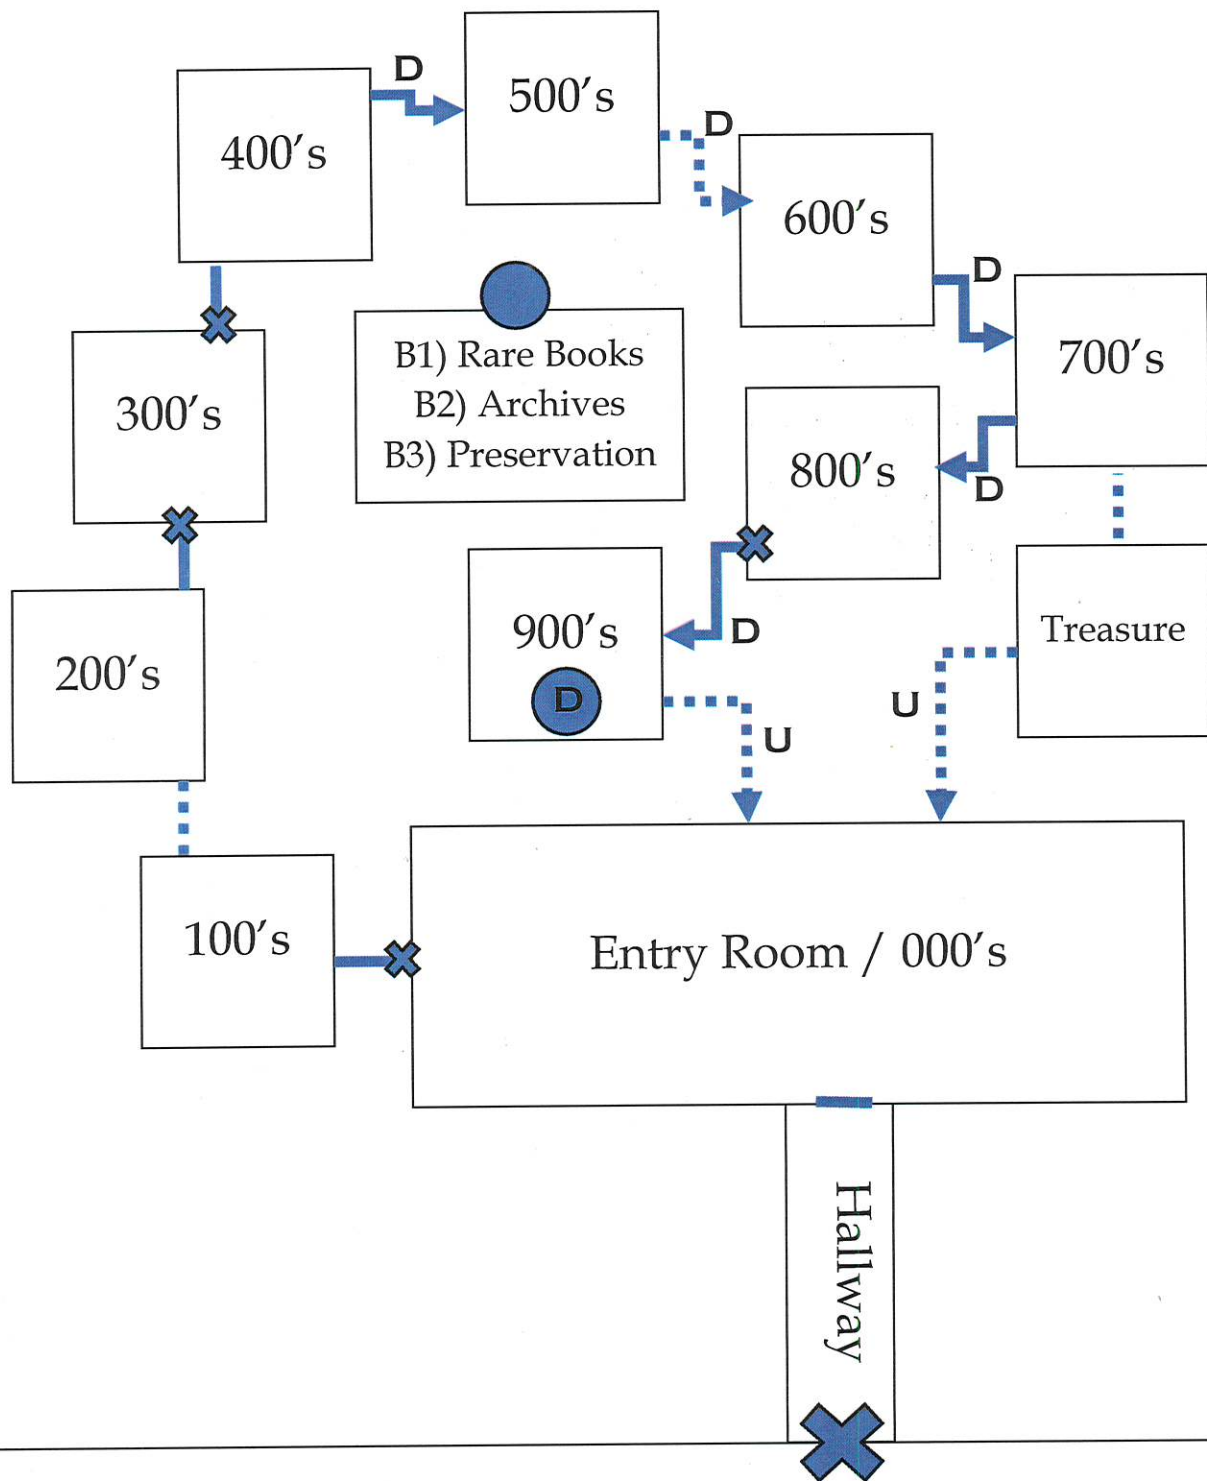 500's
D
400's
D
600's
D
700's
B1) Rare Books
B2) Archives
B3) Preservation
300's
800's
D
900's
D
D
Treasure
200's
U
U
100's
Entry Room / 000's
Hallway